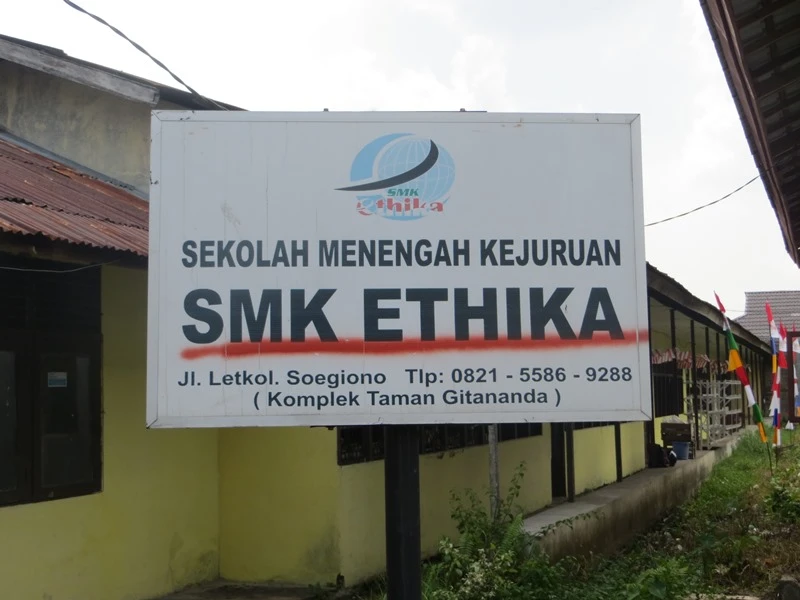 SMK
Ethika
SEKOLAH MENENGAH KEJURUAN
SMK ETHIKA
Jl. Letkol. Soegiono Tlp: 0821 - 5586 - 9288
( Komplek Taman Gitananda )